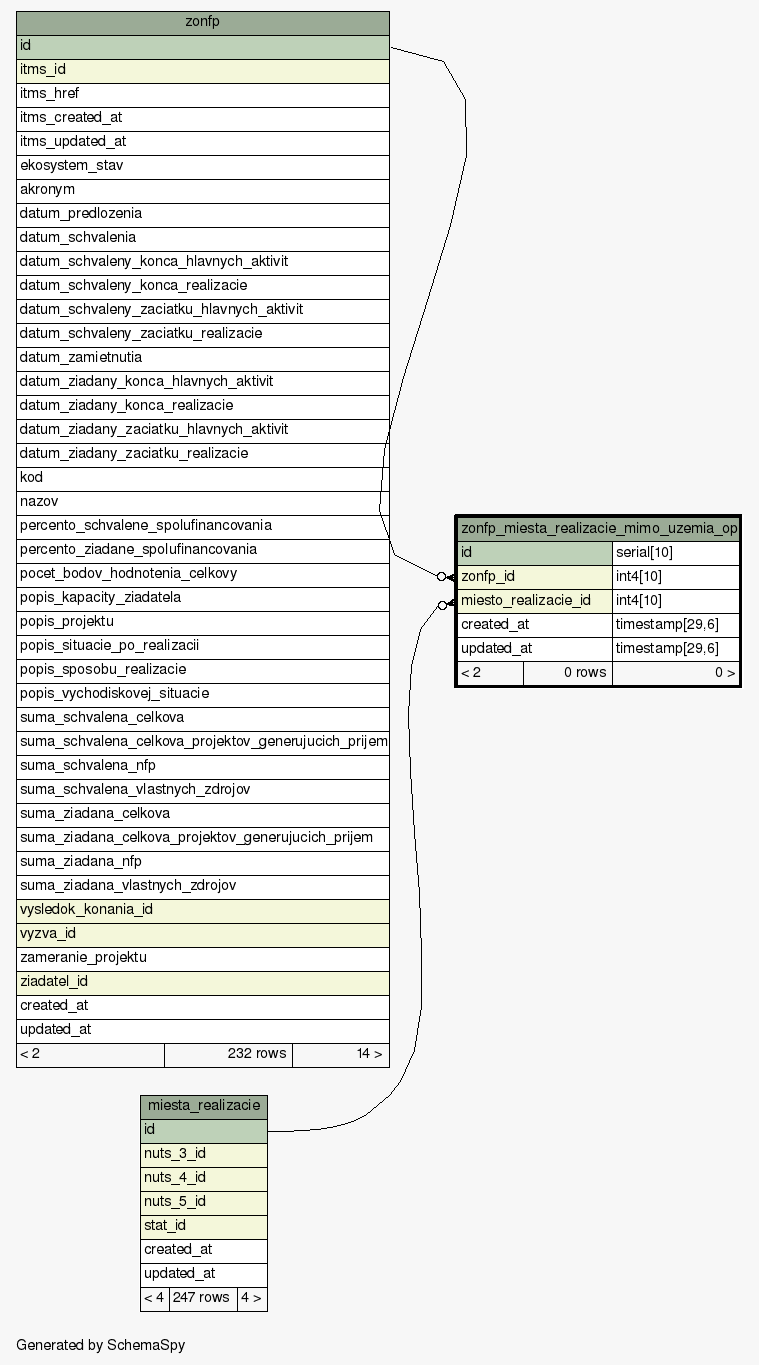 zonfp
id
itms_id
itms_href
itms_created_at
itms_updated_at
ekosystem_stav
akronym
datum_predlozenia
datum_schvalenia
datum_schvaleny_konca_hlavnych_aktivit
datum_schvaleny_konca_realizacie
datum_schvaleny_zaciatku_hlavnych_aktivit
datum_schvaleny_zaciatku_realizacie
datum_zamietnutia
datum_ziadany_konca_hlavnych_aktivit
datum_ziadany_konca_realizacie
datum_ziadany_zaciatku_hlavnych_aktivit
datum_ziadany_zaciatku_realizacie
kod
nazov
percento_schvalene_spolufinancovania
percento_ziadane_spolufinancovania
pocet_bodov_hodnotenia_celkovy
popis_kapacity_ziadatela
popis_projektu
popis_situacie_po_realizacii
popis_sposobu_realizacie
popis_vychodiskovej_situacie
suma_schvalena_celkova
suma_schvalena_celkova_projektov_generujucich_prijem
suma_schvalena_nfp
suma_schvalena_vlastnych_zdrojov
suma_ziadana_celkova
suma_ziadana_celkova_projektov_generujucich_prijem
suma_ziadana_nfp
suma_ziadana_vlastnych_zdrojov
vysledok_konania_id
vyzva_id
zameranie_projektu
ziadatel_id
created_at
updated_at
< 2 232 rows 14 >
zonfp_miesta_realizacie_mimo_uzemia_op
id serial[10]
zonfp_id int4[10]
miesto_realizacie_id int4[10]
created_at timestamp[29,6]
updated_at timestamp[29,6]
< 2 0 rows 0 >
miesta_realizacie
id
nuts_3_id
nuts_4_id
nuts_5_id
stat_id
created_at
updated_at
< 4 247 rows 4 >
Generated by SchemaSpy